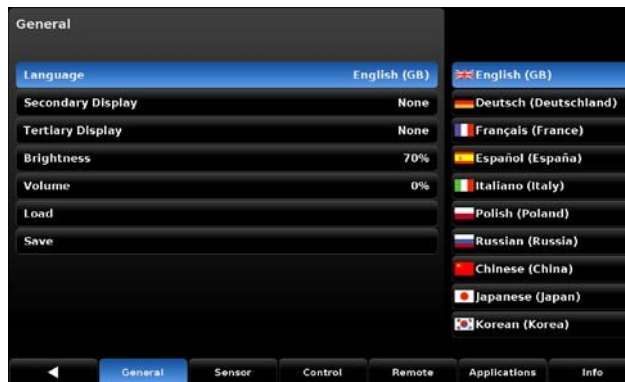 General
Language English (GB)
Secondary Display None
Tertiary Display None
Brightness 70%
Volume 0%
Load
Save
English (GB)
Deutsch (Deutschland)
Français (France)
Español (España)
Italiano (Italy)
Polish (Poland)
Russian (Russia)
Chinese (China)
Japanese (Japan)
Korean (Korea)
General Sensor Control Remote Applications Info